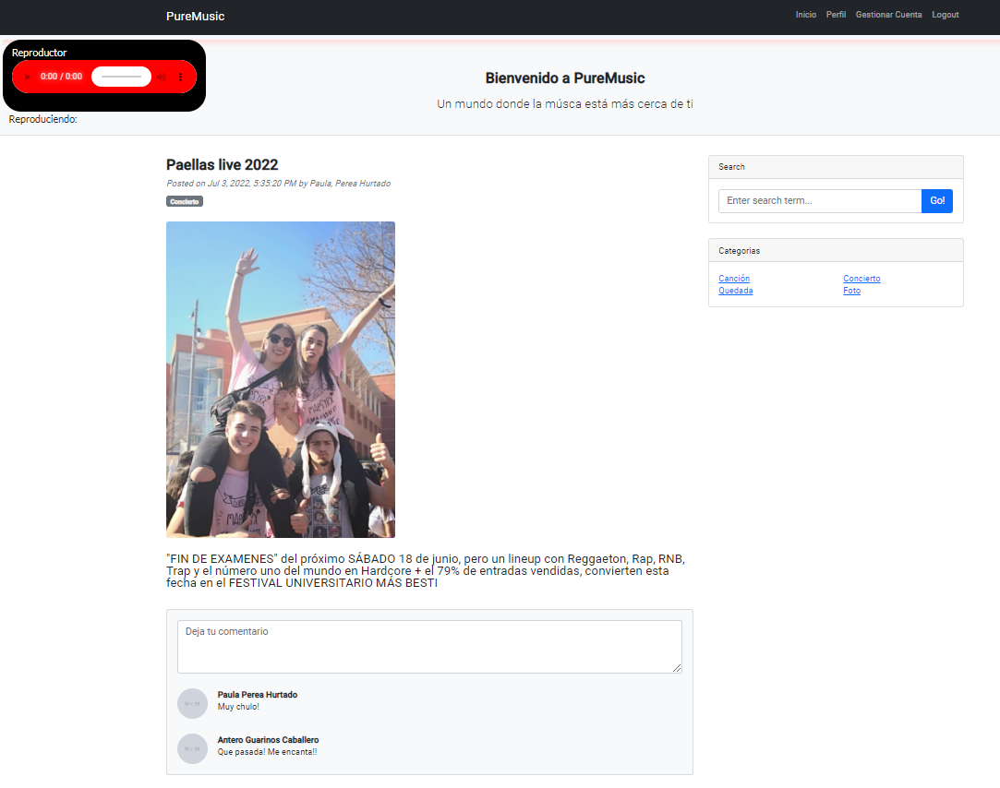 PureMusic
Inicio Perfil Gestionar Cuenta Logout
Reproductor
0:00 / 0:00
Reproduciendo:
Bienvenido a PureMusic
Un mundo donde la músca está más cerca de ti
Paellas live 2022
Posted on Jul 3, 2022, 5:35:20 PM by Paula, Perea Hurtado
Concierto
"FIN DE EXAMENES" del próximo SÁBADO 18 de junio, pero un lineup con Reggaeton, Rap, RNB,
Trap y el número uno del mundo en Hardcore + el 79% de entradas vendidas, convierten esta
fecha en el FESTIVAL UNIVERSITARIO MÁS BESTI
Deja tu comentario
Paula Perea Hurtado
Muy chulo!
Antero Guarinos Caballero
Que pasada! Me encanta!!
Search
Enter search term...
Go!
Categorias
Canción Concierto
Quedada Foto